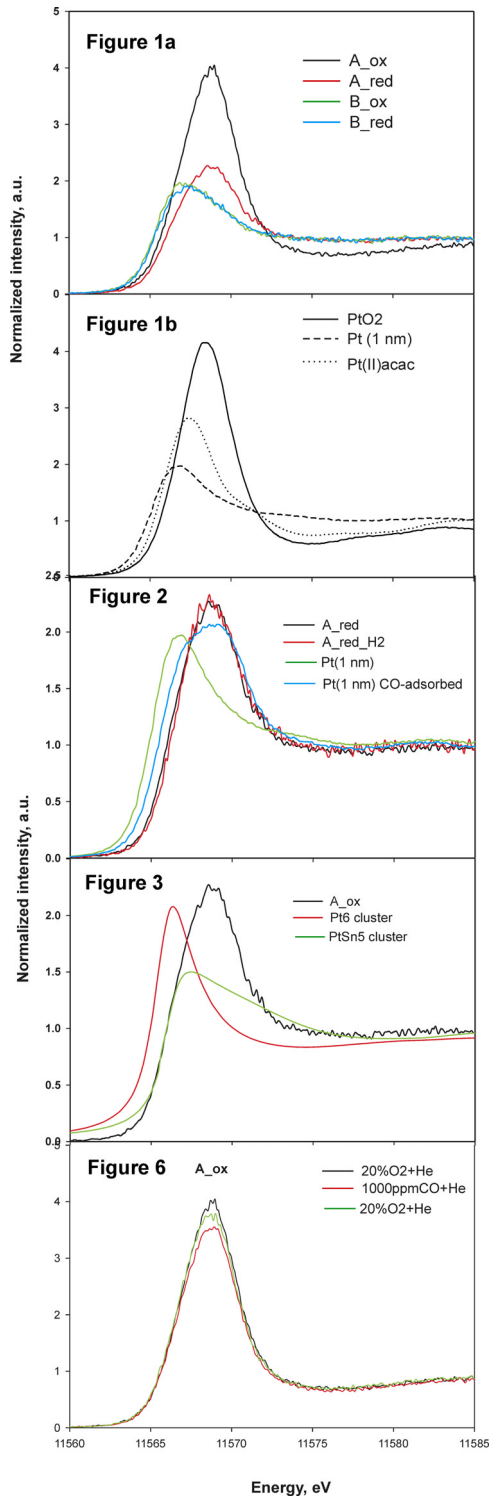 Figure 1a
5
A_ox
A_red
B_ox
B_red
4
3
2
1
0
Normalized intensity, a.u.
Figure 1b
PtO2
Pt (1 nm)
Pt(II)acac
4
3
2
1
2.5
Figure 2
A_red
A_red_H2
Pt(1 nm)
Pt(1 nm) CO-adsorbed
2.0
1.5
1.0
0.5
0.0
Normalized intensity, a.u.
Figure 3
A_ox
Pt6 cluster
PtSn5 cluster
2.0
1.5
1.0
0.5
Figure 6
A_ox
20%O2+He
1000ppmCO+He
20%O2+He
4
3
2
1
0
11560 11565 11570 11575 11580 11585
Energy, eV